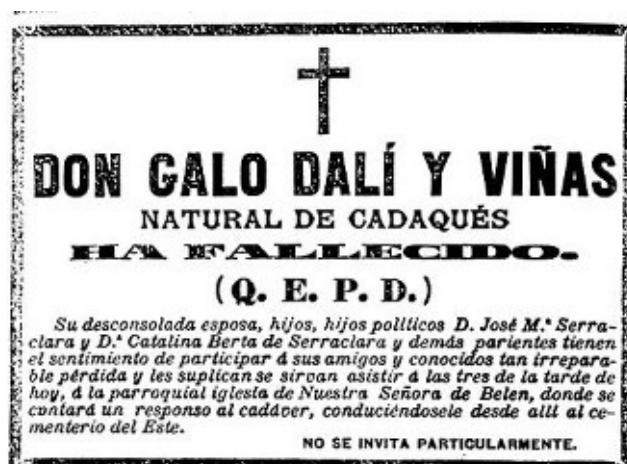 DON GALO DALÍ Y VIÑAS
NATURAL DE CADAQUÉS
HA FALLECIDO.
(Q. E. P. D.)
Su desconsolada esposa, hijos, hijos políticos D. José M.ª Serra-
clara y D.ª Catalina Berta de Serraclara y demás parientes tienen
el sentimiento de participar á sus amigos y conocidos tan irrepara-
ble pérdida y les suplican se sirvan asistir á las tres de la tarde de
hoy, á la parroquial iglesia de Nuestra Señora de Belen, donde se
cantará un responso al cadáver, conduciéndosele desde allí al ce-
menterio del Este.
NO SE INVITA PARTICULARMENTE.